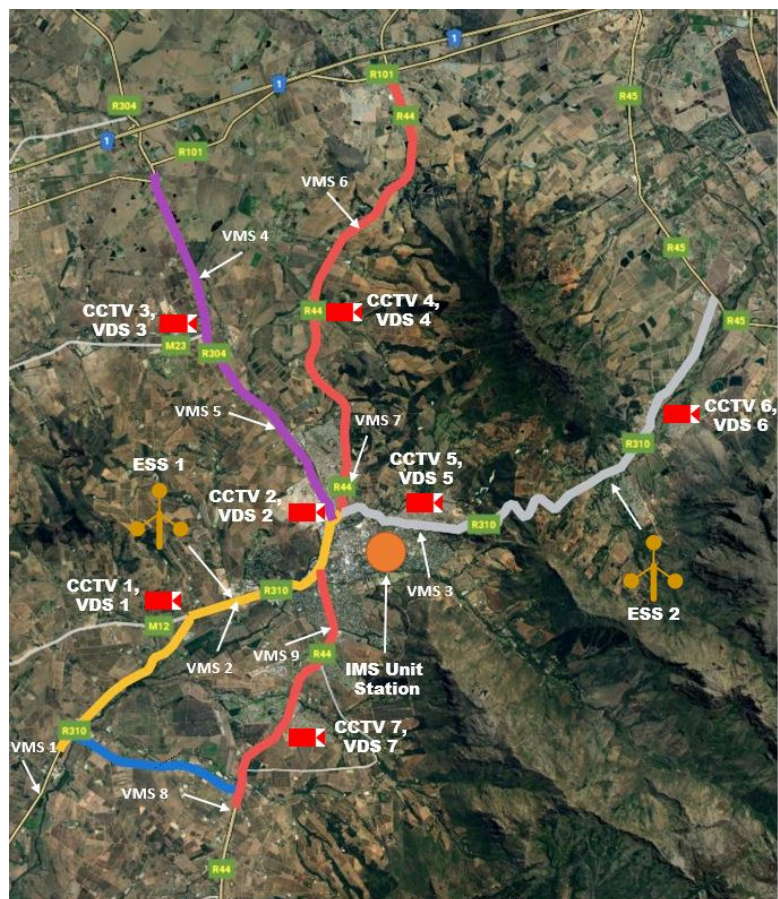 1
R101
R304
R44
R45
1
1
R101
VMS 6
VMS 4
R45
CCTV 3,
VDS 3
CCTV 4,
VDS 4
R44
R45
M23
R304
VMS 5
CCTV 6,
VDS 6
VMS 7
R310
ESS 1
CCTV 5,
VDS 5
R44
CCTV 2,
VDS 2
R310
CCTV 1,
VDS 1
R310
VMS 3
ESS 2
M12
VMS 2
VMS 9
R44
IMS Unit
Station
R310
CCTV 7,
VDS 7
VMS 1
VMS 8
R44